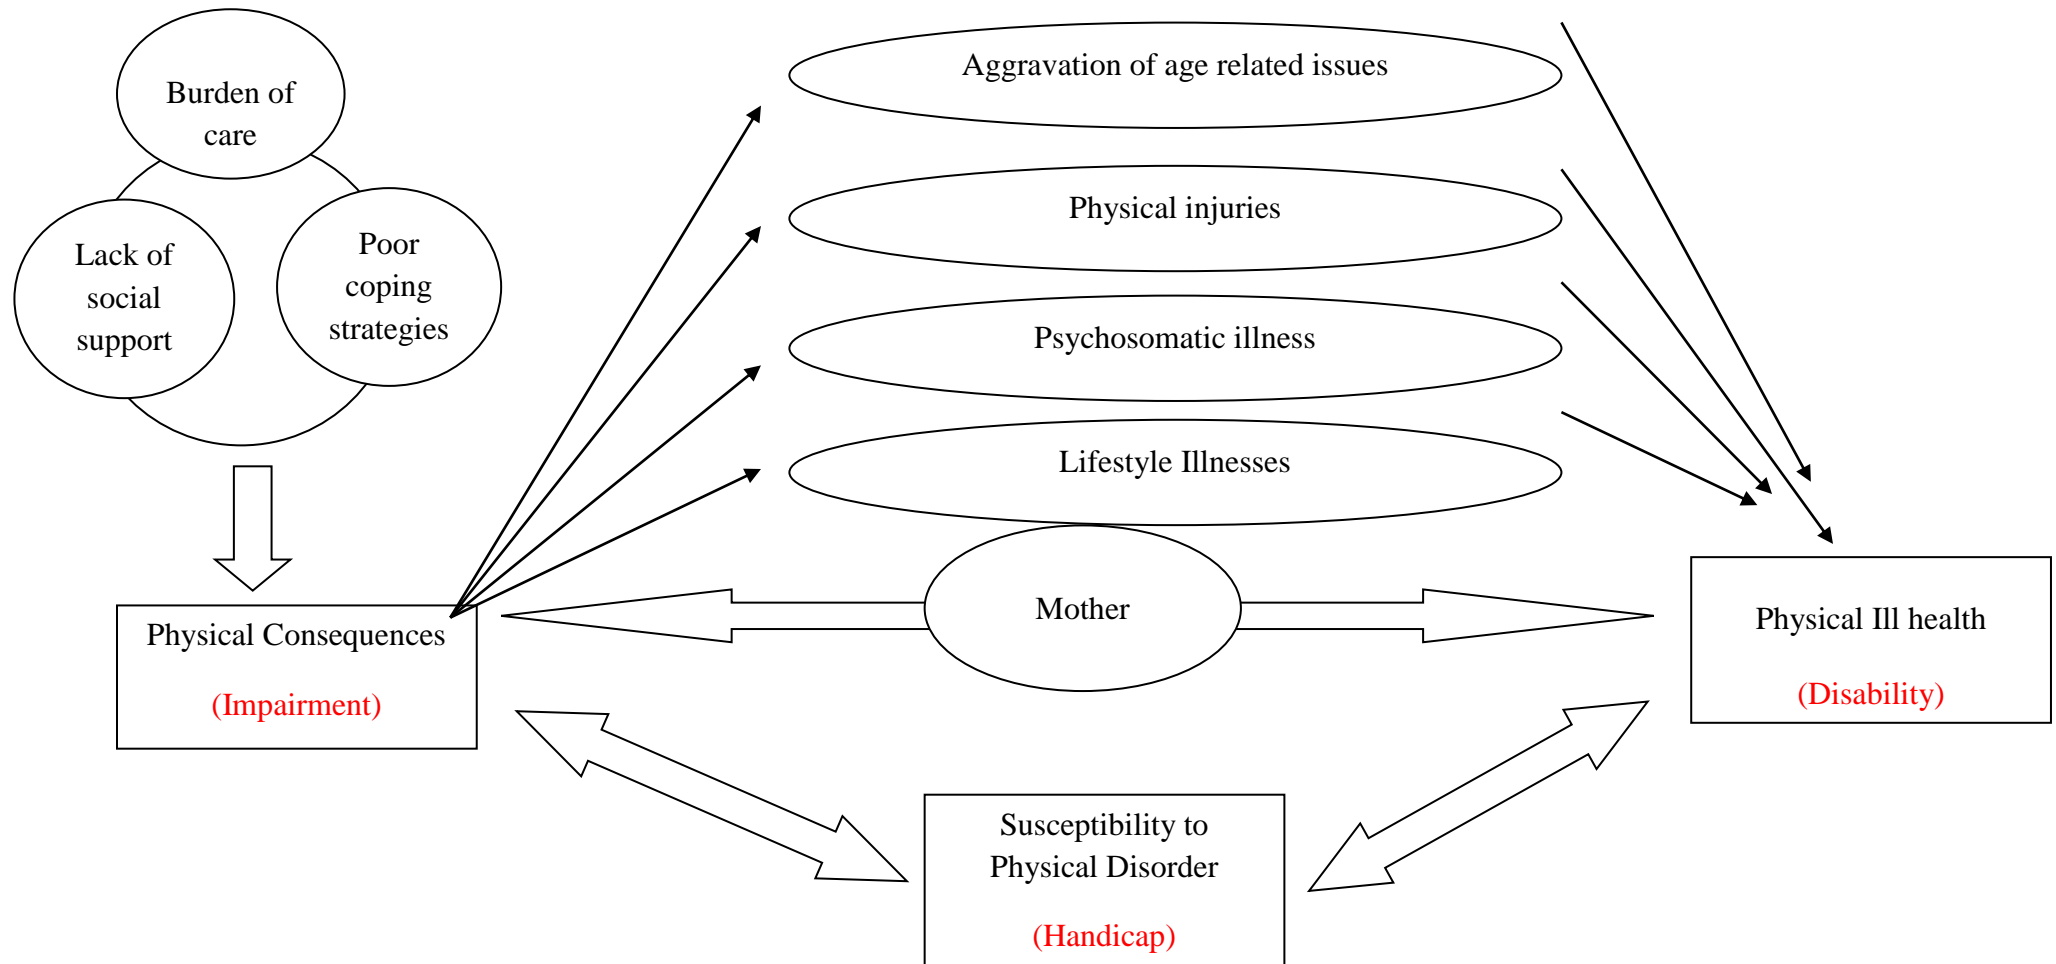 Burden of
care
Lack of
social
support
Poor
coping
strategies
Aggravation of age related issues
Physical injuries
Psychosomatic illness
Lifestyle Illnesses
Mother
Physical Consequences
(Impairment)
Physical Ill health
(Disability)
Susceptibility to
Physical Disorder
(Handicap)